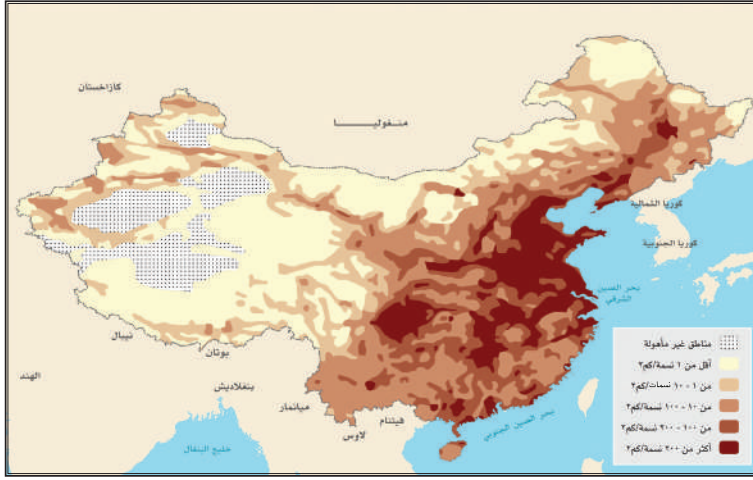 كازاخستان
منغوليا
كوريا الشمالية
كوريا الجنوبية
بحر الصين
الشرقي
نيبال
بوتان
الهند
بنغلاديش
ميانمار
فيتنام
لاوس
بحر الصين الجنوبي
خليج البنغال
مناطق غير مأهولة
أقل من ١ نسمة/كم٢
من ١ - ١٠ نسمات/كم٢
من ١٠ - ١٠٠ نسمة/كم٢
من ١٠٠ - ٢٠٠ نسمة/كم٢
أكثر من ٢٠٠ نسمة/كم٢